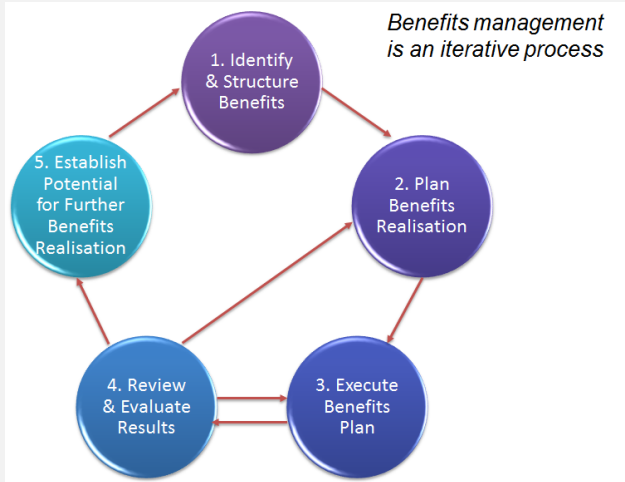 Benefits management
is an iterative process
1. Identify
& Structure
Benefits
2. Plan
Benefits
Realisation
3. Execute
Benefits
Plan
4. Review
& Evaluate
Results
5. Establish
Potential
for Further
Benefits
Realisation